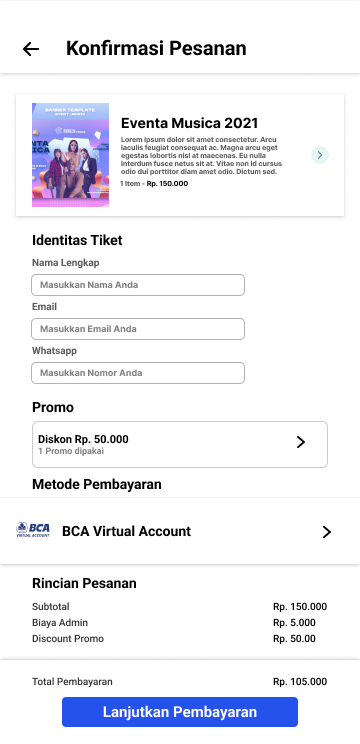 Konfirmasi Pesanan
BANNER TEMPLATE
Eventa Musica 2021
Lorem ipsum dolor sit amet consectetur. Arcu
iaculis feugiat consequat ac. Magna arcu eget
egestas lobortis nisl at maecenas. Eu nulla
interdum fusce netus sit at. Vitae non id cursus
odio dui porttitor diam amet odio. Dictum sed.
1 Item - Rp. 150.000
Identitas Tiket
Nama Lengkap
Masukkan Nama Anda
Email
Masukkan Email Anda
Whatsapp
Masukkan Nomor Anda
Promo
Diskon Rp. 50.000
1 Promo dipakai
Metode Pembayaran
BCA
VIRTUAL ACCOUNT
BCA Virtual Account
Rincian Pesanan
Subtotal Rp. 150.000
Biaya Admin Rp. 5.000
Discount Promo Rp. 50.00
Total Pembayaran Rp. 105.000
Lanjutkan Pembayaran